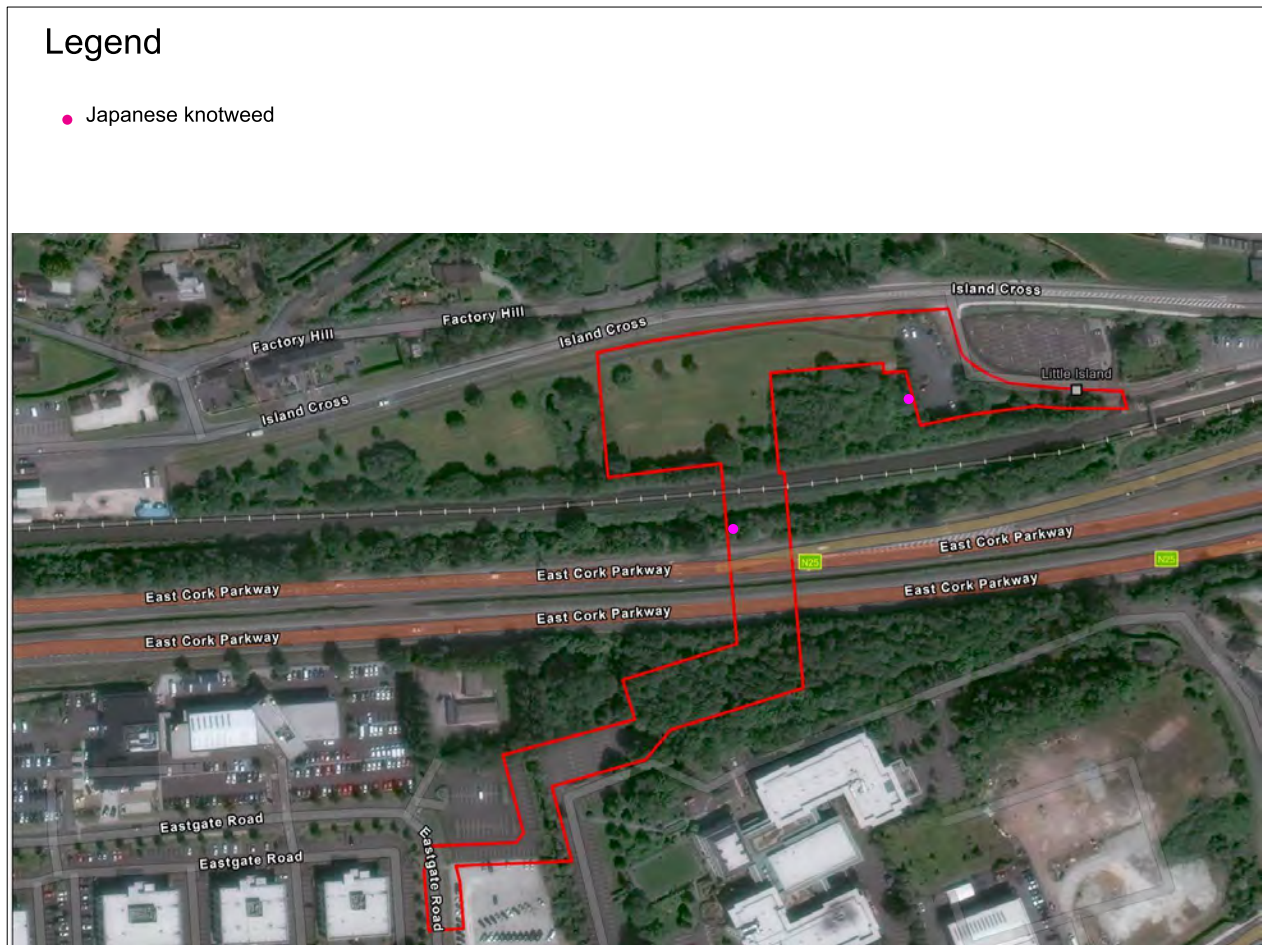 Legend
Japanese knotweed
Island Cross
Factory Hill
Island Cross
Factory Hill
Little Island
Island Cross
East Cork Parkway
N25
N25
East Cork Parkway
East Cork Parkway
East Cork Parkway
East Cork Parkway
East Cork Parkway
Eastgate Road
Eastgate Road
Eastgate Road